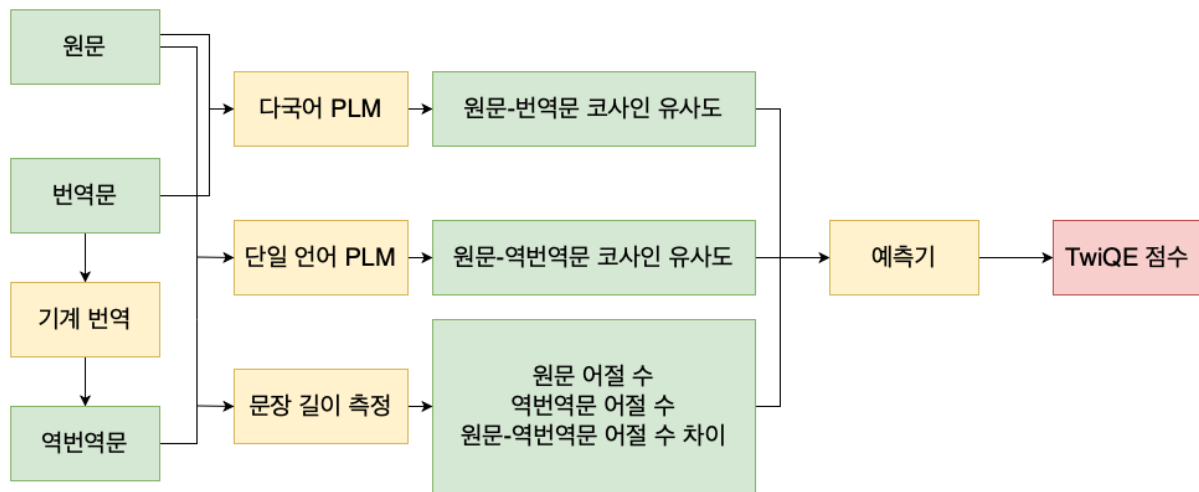 원문
다국어 PLM
원문-번역문 코사인 유사도
번역문
단일 언어 PLM
원문-역번역문 코사인 유사도
예측기
TwiQE 점수
기계 번역
문장 길이 측정
원문 어절 수
역번역문 어절 수
원문-역번역문 어절 수 차이
역번역문